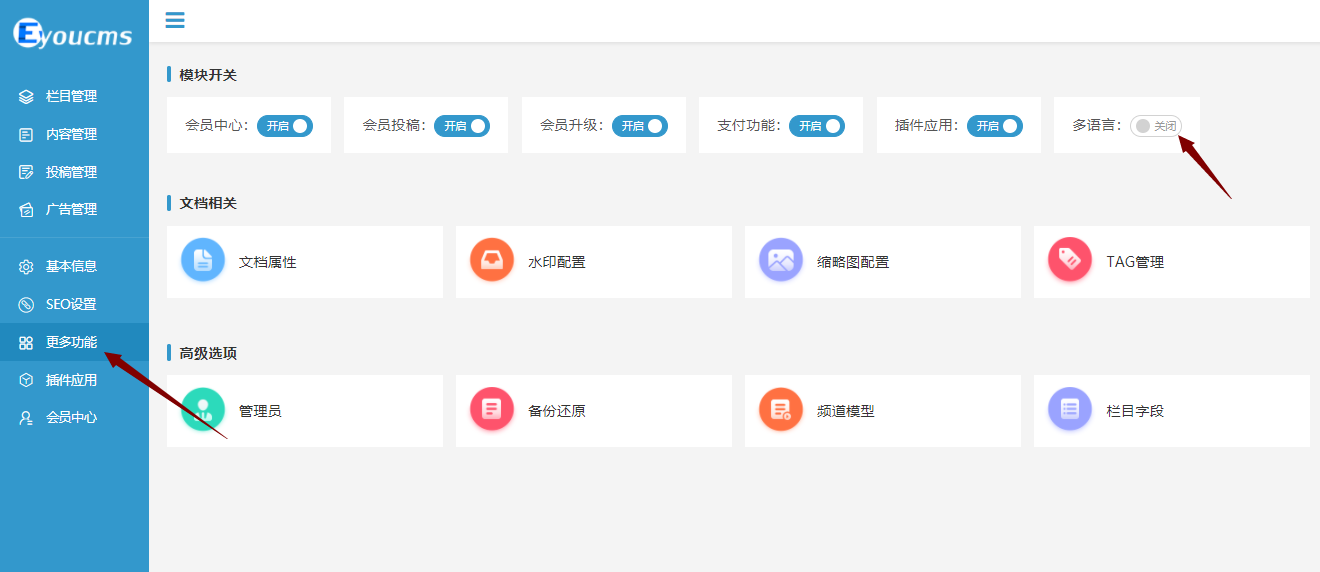 Eyoucms
栏目管理
内容管理
投稿管理
广告管理
基本信息
SEO设置
更多功能
插件应用
会员中心
模块开关
会员中心： 开启
会员投稿： 开启
会员升级： 开启
支付功能： 开启
插件应用： 开启
多语言： 关闭
文档相关
文档属性
水印配置
缩略图配置
TAG管理
高级选项
管理员
备份还原
频道模型
栏目字段